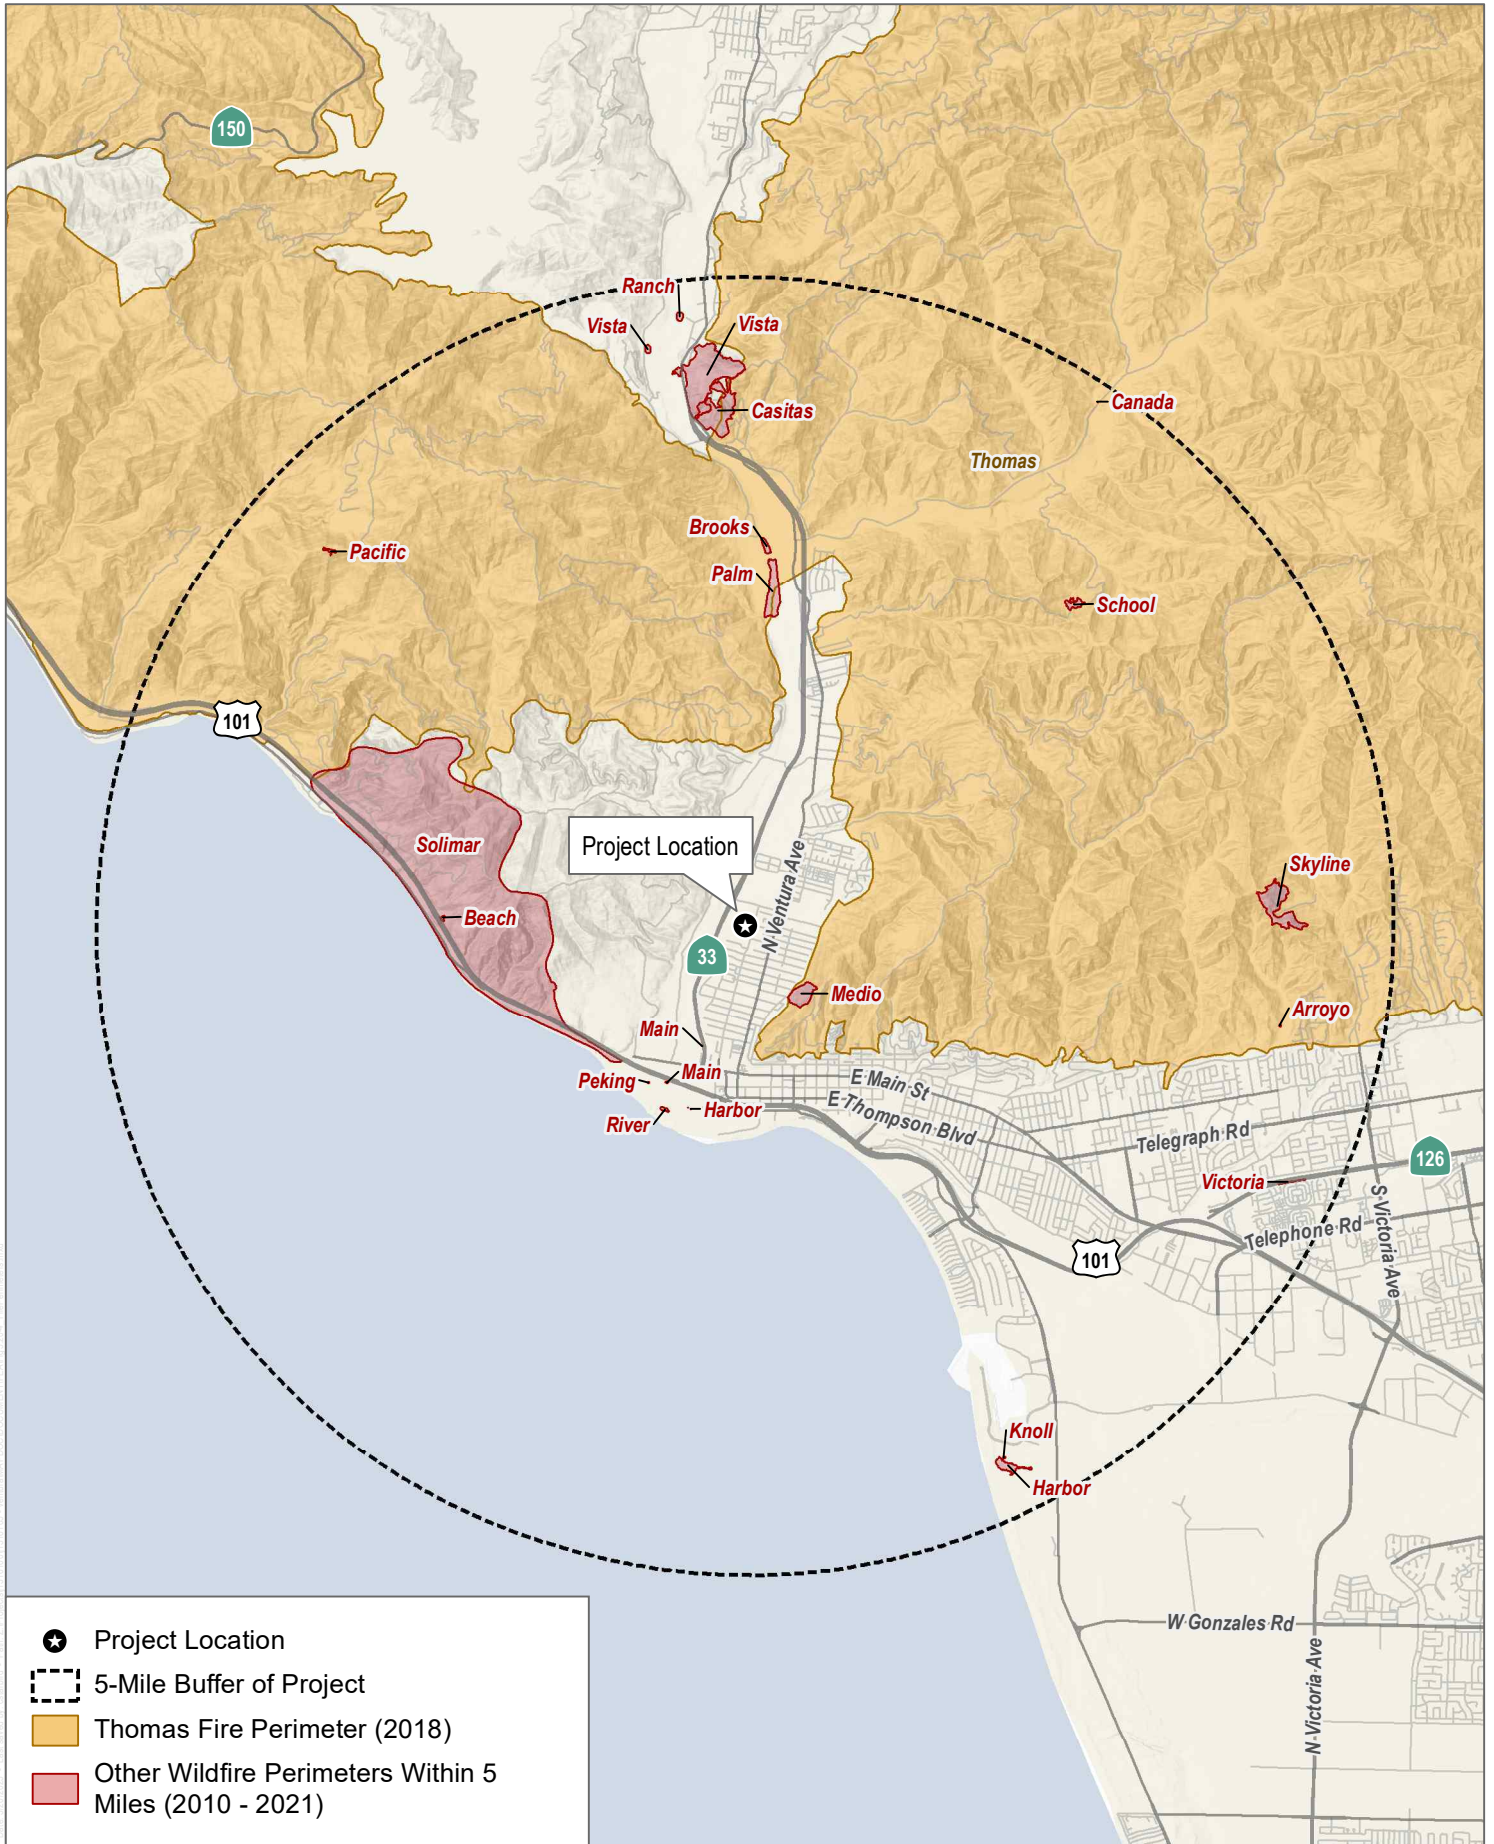 150
Ranch
Vista
Vista
Canada
Casitas
Thomas
Brooks
Pacific
Palm
School
101
Solimar
Project Location
N Ventura Ave
Skyline
Beach
33
Medio
Arroyo
Main
Main
Peking
E Main St
Harbor
E Thompson Blvd
River
Telegraph Rd
126
Victoria
S Victoria Ave
Telephone Rd
101
Knoll
Harbor
W Gonzales Rd
N Victoria Ave
Project Location
5-Mile Buffer of Project
Thomas Fire Perimeter (2018)
Other Wildfire Perimeters Within 5
Miles (2010 - 2021)